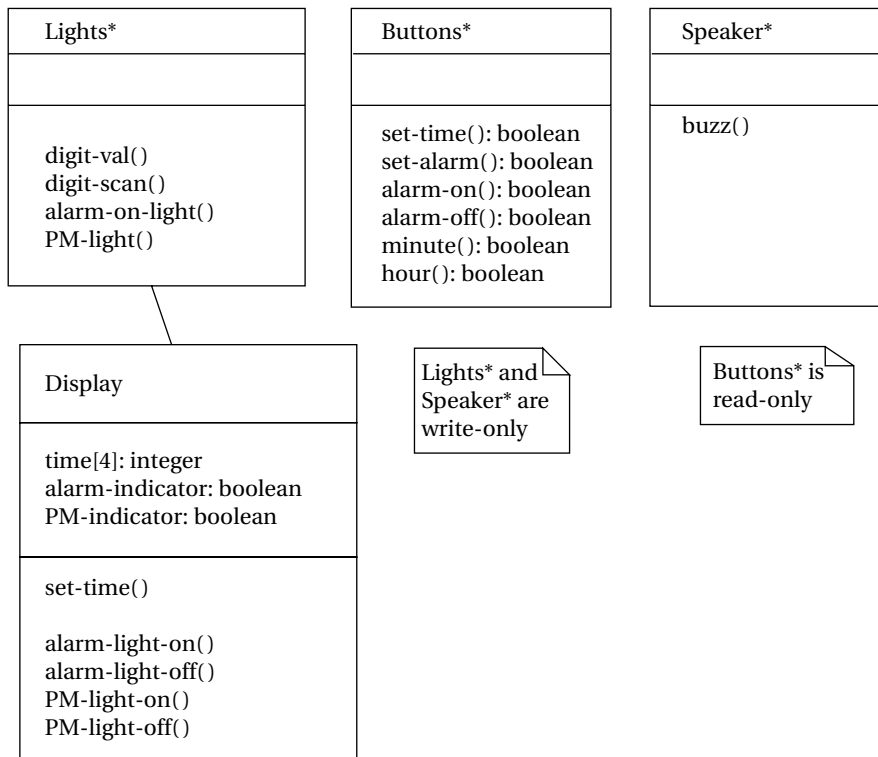 Lights*
digit-val()
digit-scan()
alarm-on-light()
PM-light()
Buttons*
set-time(): boolean
set-alarm(): boolean
alarm-on(): boolean
alarm-off(): boolean
minute(): boolean
hour(): boolean
Speaker*
buzz()
Display
time[4]: integer
alarm-indicator: boolean
PM-indicator: boolean
set-time()
alarm-light-on()
alarm-light-off()
PM-light-on()
PM-light-off()
Lights* and
Speaker* are
write-only
Buttons* is
read-only